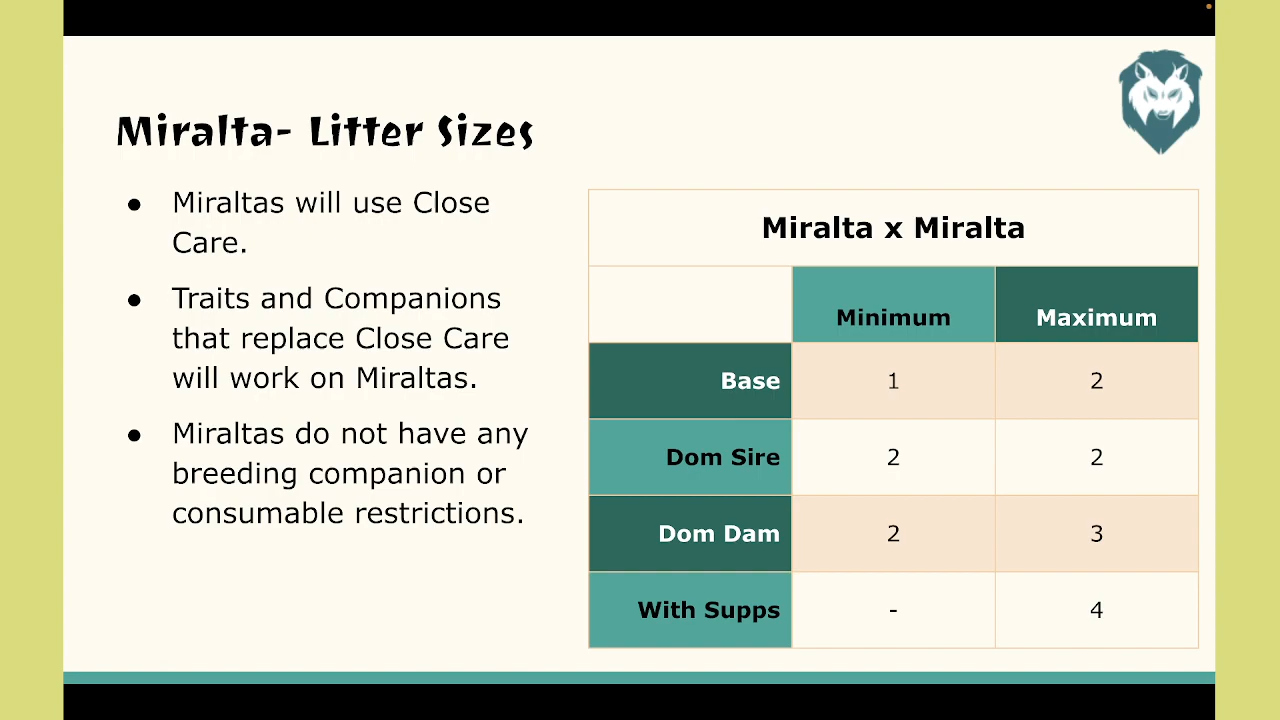 Miralta- Litter Sizes
● Miraltas will use Close
Care.
● Traits and Companions
that replace Close Care
will work on Miraltas.
● Miraltas do not have any
breeding companion or
consumable restrictions.
Miralta x Miralta
Minimum Maximum
Base 1 2
Dom Sire 2 2
Dom Dam 2 3
With Supps - 4